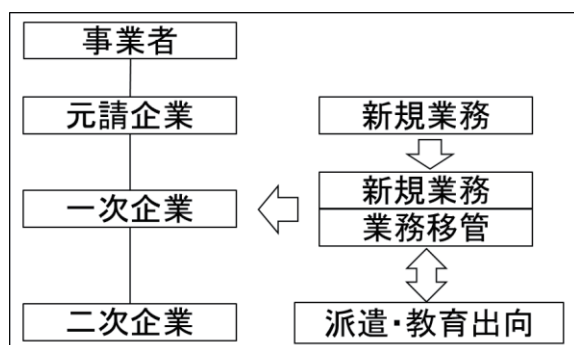 事業者
元請企業
新規業務
一次企業
新規業務
業務移管
二次企業
派遣・教育出向